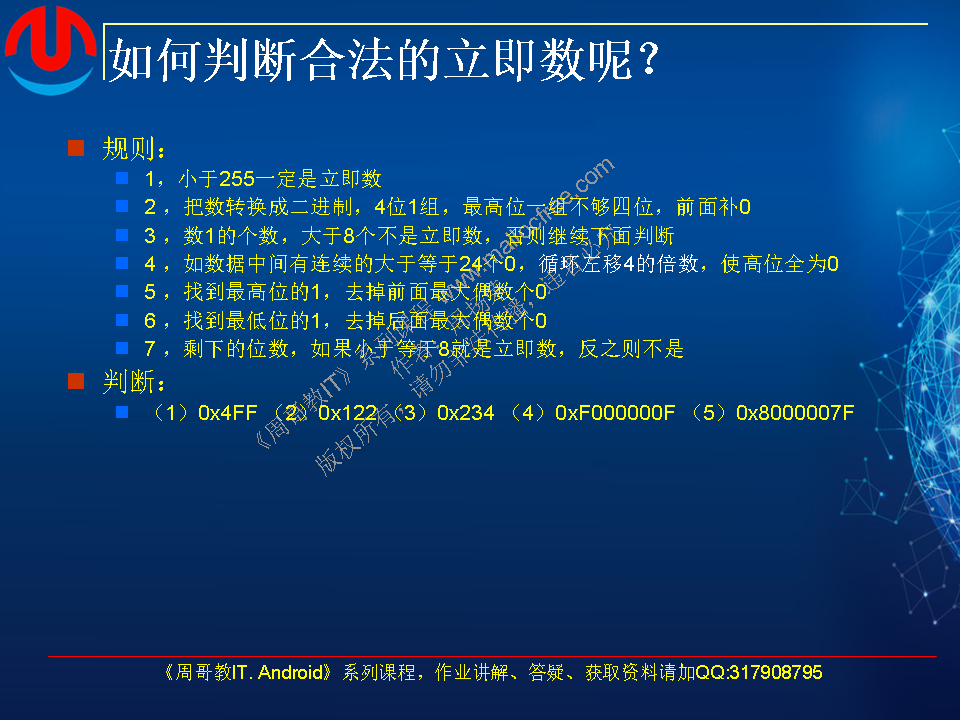 如何判断合法的立即数呢？
规则：
1，小于255一定是立即数
2，把数转换成二进制，4位1组，最高位一组不够四位，前面补0
3，数1的个数，大于8个不是立即数，否则继续下面判断
4，如数据中间有连续的大于等于24个0，循环左移4的倍数，使高位全为0
5，找到最高位的1，去掉前面最大偶数个0
6，找到最低位的1，去掉后面最大偶数个0
7，剩下的位数，如果小于等于8就是立即数，反之则不是
判断：
（1）0x4FF （2）0x122 （3）0x234 （4）0xF000000F （5）0x8000007F
《周哥教IT》系列课程
版权所有，请勿非法传播，违者必究
《周哥教IT. Android》系列课程，作业讲解、答疑、获取资料请加QQ:317908795